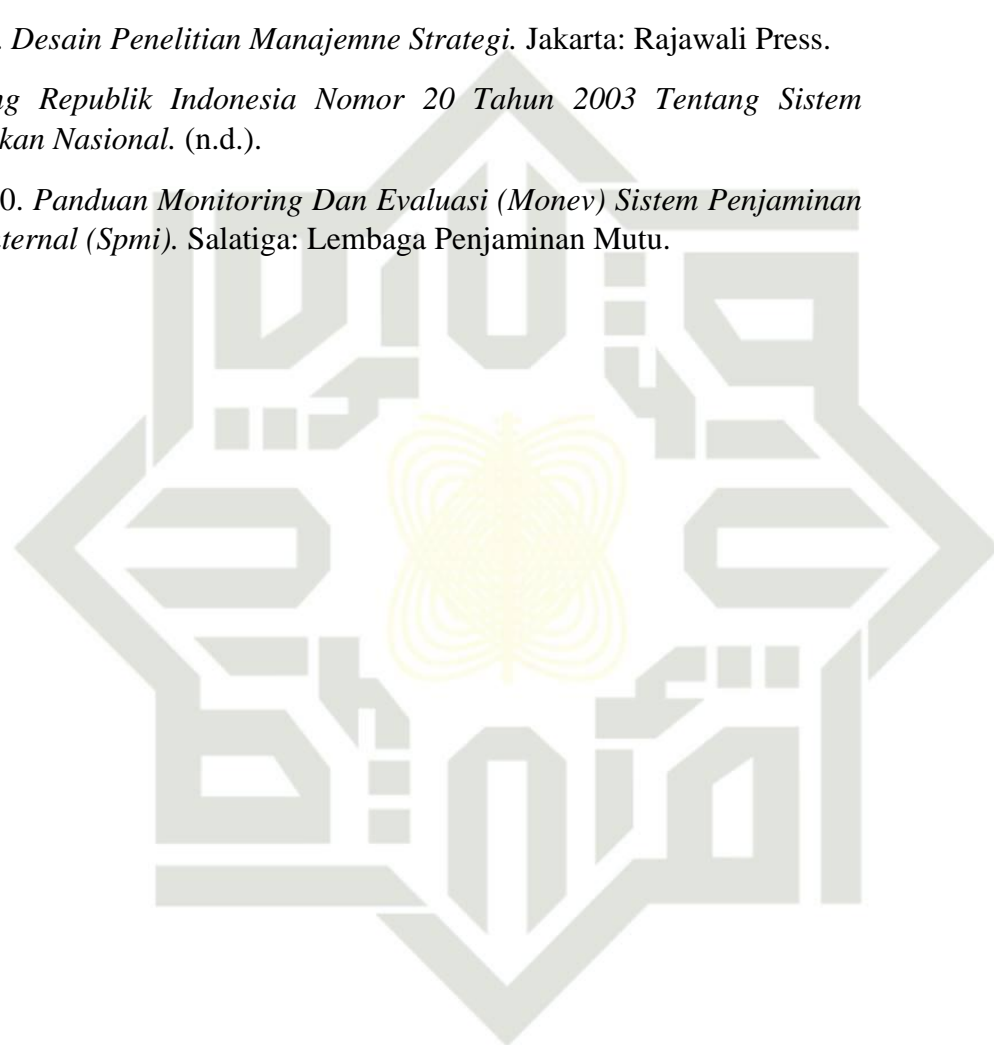 . Desain Penelitian Manajemne Strategi. Jakarta: Rajawali Press.
ng Republik Indonesia Nomor 20 Tahun 2003 Tentang Sistem
kan Nasional. (n.d.).
0. Panduan Monitoring Dan Evaluasi (Monev) Sistem Penjaminan
ternal (Spmi). Salatiga: Lembaga Penjaminan Mutu.